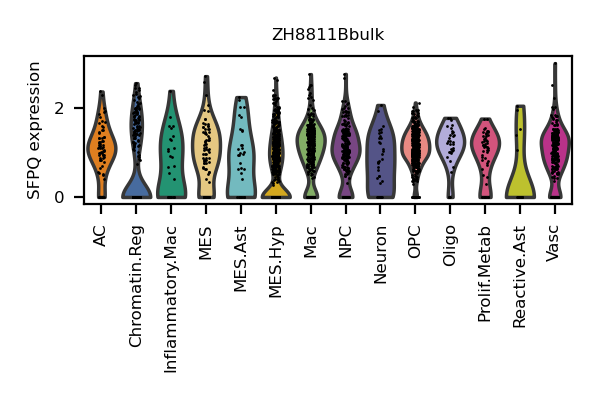 ZH8811Bbulk
SFPQ expression
2
0
AC
Chromatin.Reg
Inflammatory.Mac
MES
MES.Ast
MES.Hyp
Mac
NPC
Neuron
OPC
Oligo
Prolif.Metab
Reactive.Ast
Vasc